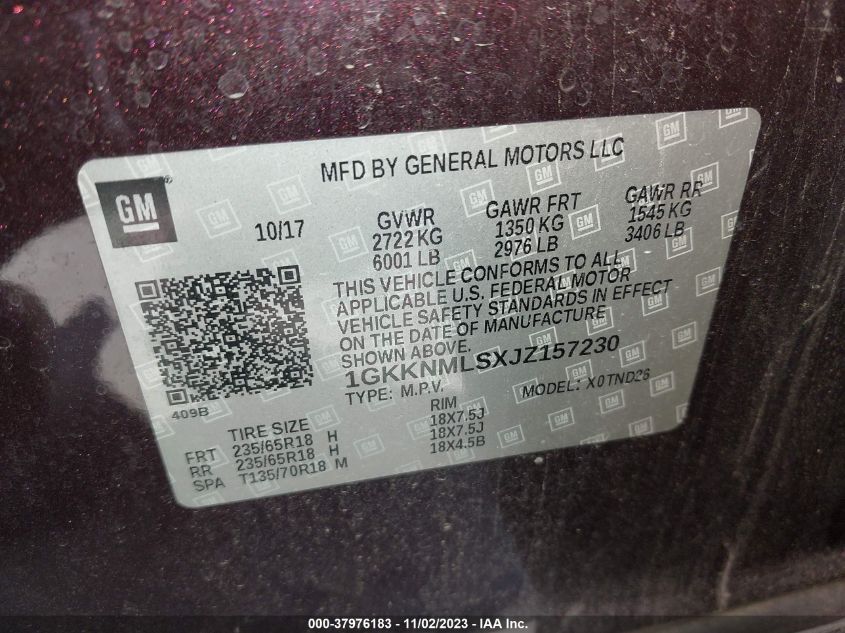 MFD BY GENERAL MOTORS LLC
GM
10/17
GVWR GAWR FRT GAWR RR
2722 KG 1350 KG 1545 KG
6001 LB 2976 LB 3406 LB
THIS VEHICLE CONFORMS TO ALL
APPLICABLE U.S. FEDERAL MOTOR
VEHICLE SAFETY STANDARDS IN EFFECT
ON THE DATE OF MANUFACTURE
SHOWN ABOVE.
1GKKNMLSXJZ157230
TYPE: M.P.V. MODEL: X0TND26
409B
TIRE SIZE RIM
FRT 235/65R18 H 18X7.5J
RR 235/65R18 H 18X7.5J
SPA T135/70R18 M 18X4.5B
000-37976183 - 11/02/2023 - IAA Inc.